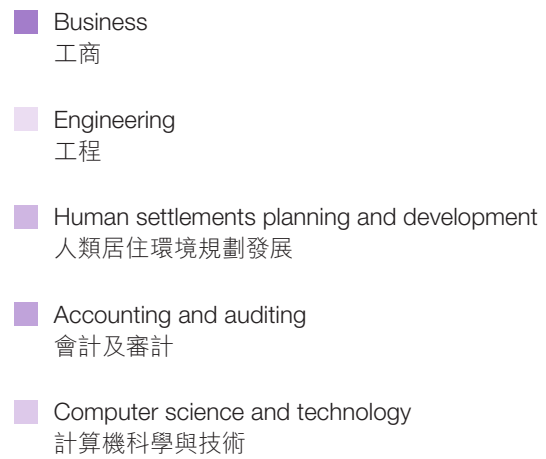 Business
工商
Engineering
工程
Human settlements planning and development
人類居住環境規劃發展
Accounting and auditing
會計及審計
Computer science and technology
計算機科學與技術